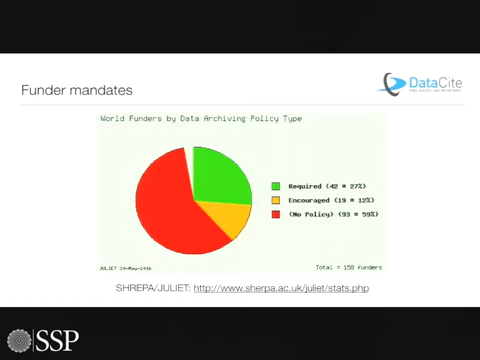 Funder mandates
DataCite
World Funders by Data Archiving Policy Type
Required (42 = 27%)
Encouraged (19 = 12%)
(No Policy) (93 = 59%)
JULIET 30-May-2016
Total = 158 funders
SHREPA/JULIET: http://www.sherpa.ac.uk/juliet/stats.php
SSP